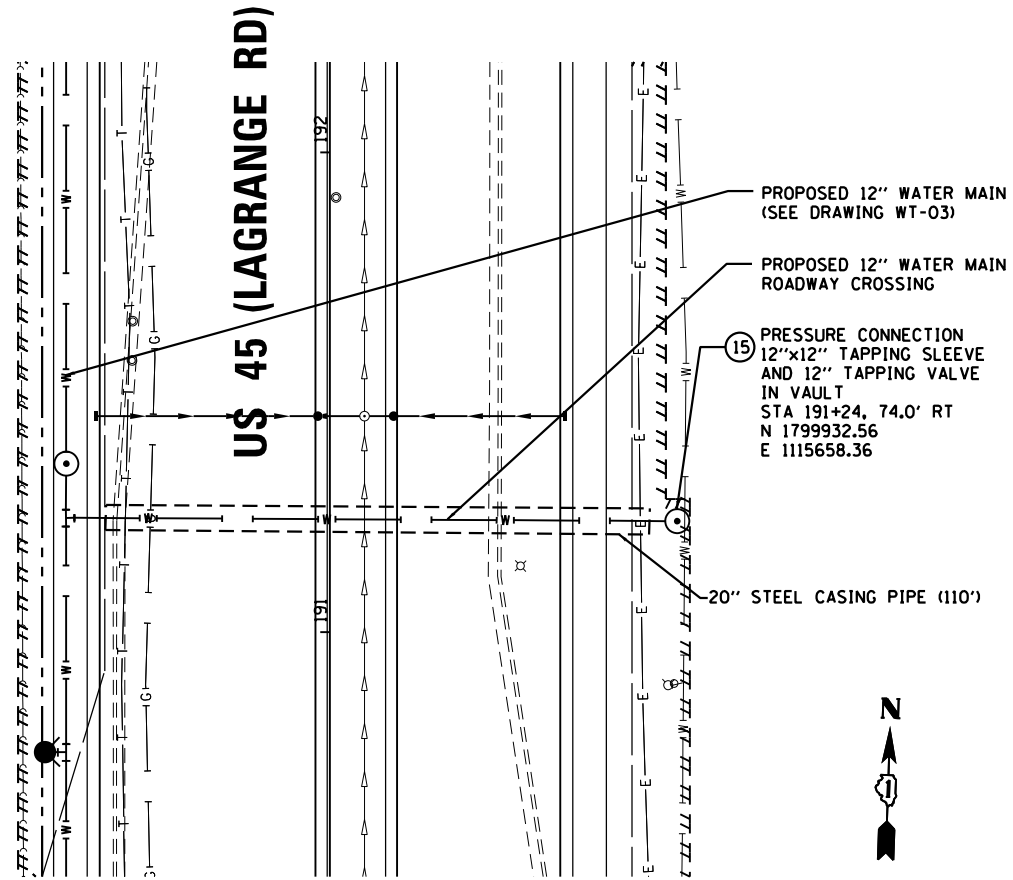 US 45 (LAGRANGE RD)
192
191
PROPOSED 12" WATER MAIN
(SEE DRAWING WT-03)
PROPOSED 12" WATER MAIN
ROADWAY CROSSING
15
PRESSURE CONNECTION
12"x12" TAPPING SLEEVE
AND 12" TAPPING VALVE
IN VAULT
STA 191+24, 74.0' RT
N 1799932.56
E 1115658.36
20" STEEL CASING PIPE (110')
N
1
W
W
W
W
W
W
T
T
T
T
T
T
G
G
G
G
G
G
W
W
W
E
E
E
E
E
E
E
E
W
W
W
W
W